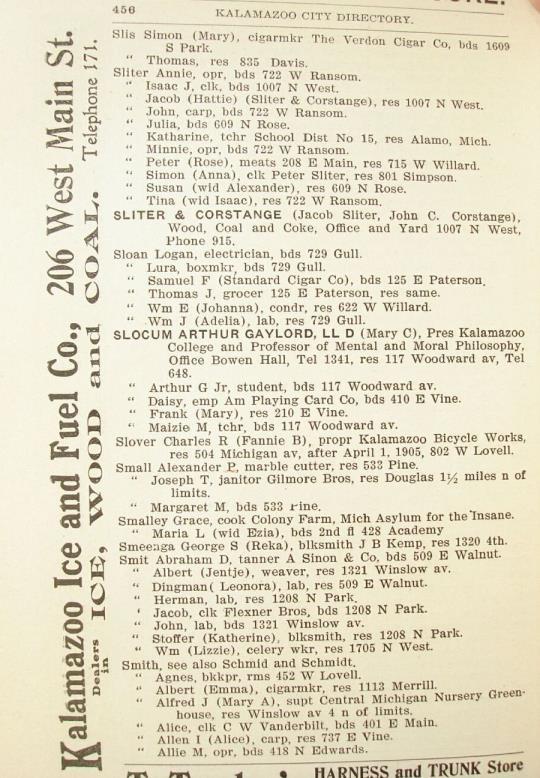 456
KALAMAZOO CITY DIRECTORY.
Slis Simon (Mary), cigarmkr The Verdon Cigar Co, bds 1609
S Park.
" Thomas, res 835 Davis.
Sliter Annie, opr, bds 722 W Ransom.
" Isaac J, clk, bds 1007 N West.
" Jacob (Hattie) (Sliter & Corstange), res 1007 N West.
" John, carp, bds 722 W Ransom.
" Julia, bds 609 N Rose.
" Katharine, tchr School Dist No 15, res Alamo, Mich.
" Minnie, opr, bds 722 W Ransom.
" Peter (Rose), meats 208 E Main, res 715 W Willard.
" Simon (Anna), clk Peter Sliter, res 801 Simpson.
" Susan (wid Alexander), res 609 N Rose.
" Tina (wid Isaac), res 722 W Ransom.
SLITER & CORSTANGE (Jacob Sliter, John C. Corstange),
Wood, Coal and Coke, Office and Yard 1007 N West,
Phone 915.
Sloan Logan, electrician, bds 729 Gull.
" Lura, boxmkr, bds 729 Gull.
" Samuel F (Standard Cigar Co), bds 125 E Paterson.
" Thomas J, grocer 125 E Paterson, res same.
" Wm E (Johanna), condr, res 622 W Willard.
" Wm J (Adelia), lab, res 729 Gull.
SLOCUM ARTHUR GAYLORD, LL D (Mary C), Pres Kalamazoo
College and Professor of Mental and Moral Philosophy,
Office Bowen Hall, Tel 1341, res 117 Woodward av, Tel
648.
" Arthur G Jr, student, bds 117 Woodward av.
" Daisy, emp Am Playing Card Co, bds 410 E Vine.
" Frank (Mary), res 210 E Vine.
" Maizie M, tchr, bds 117 Woodward av.
Slover Charles R (Fannie B), propr Kalamazoo Bicycle Works,
res 504 Michigan av, after April 1, 1905, 802 W Lovell.
Small Alexander P, marble cutter, res 533 Pine.
" Joseph T, janitor Gilmore Bros, res Douglas 1½ miles n of
limits.
" Margaret M, bds 533 Pine.
Smalley Grace, cook Colony Farm, Mich Asylum for the Insane.
" Maria L (wid Ezia), bds 2nd fl 428 Academy
Smeenga George S (Reka), blksmith J B Kemp, res 1320 4th.
Smit Abraham D, tanner A Sinon & Co, bds 509 E Walnut.
" Albert (Jentje), weaver, res 1321 Winslow av.
" Dingman( Leonora), lab, res 509 E Walnut.
" Herman, lab, res 1208 N Park.
' Jacob, clk Flexner Bros, bds 1208 N Park.
" John, lab, bds 1321 Winslow av.
" Stoffer (Katherine), blksmith, res 1208 N Park.
" Wm (Lizzie), celery wkr, res 1705 N West.
Smith, see also Schmid and Schmidt.
" Agnes, bkkpr, rms 452 W Lovell.
" Albert (Emma), cigarmkr, res 1113 Merrill.
" Alfred J (Mary A), supt Central Michigan Nursery Green-
house, res Winslow av 4 n of limits.
" Alice, clk C W Vanderbilt, bds 401 E Main.
" Allen I (Alice), carp, res 737 E Vine.
" Allie M, opr, bds 418 N Edwards.
HARNESS and TRUNK Store
Kalamazoo Ice and Fuel Co., 206 West Main St.
Dealers in ICE, WOOD and COAL. Telephone 171.